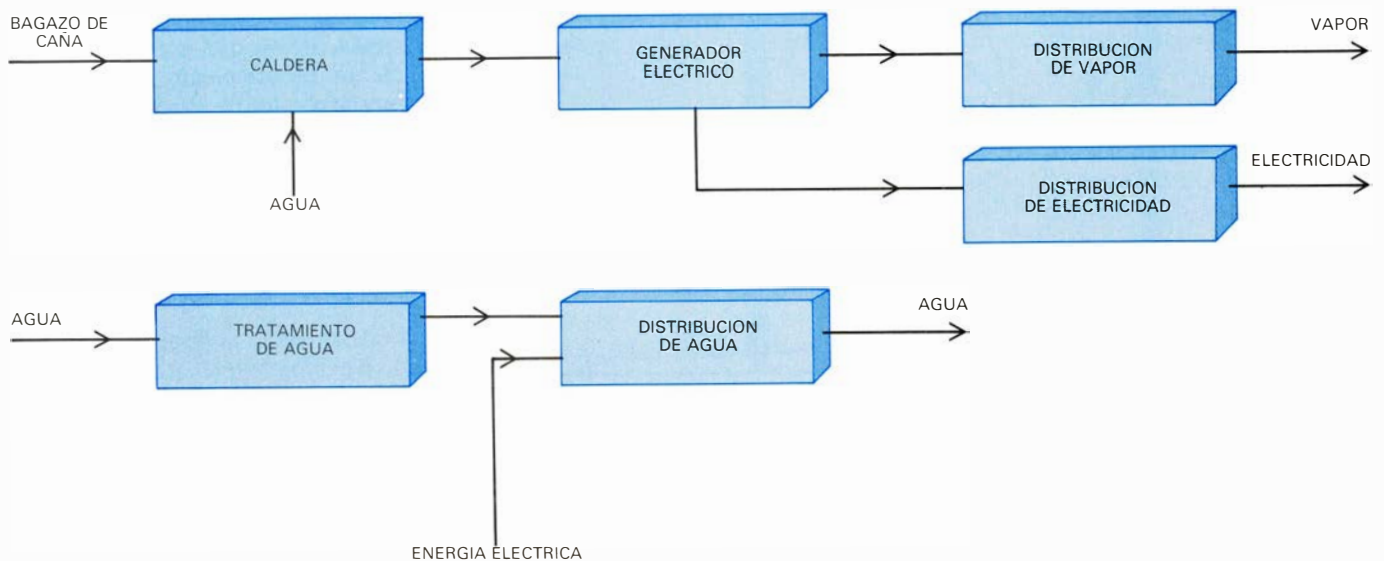 BAGAZO DE
CAÑA
CALDERA
AGUA
GENERADOR
ELECTRICO
DISTRIBUCION
DE VAPOR
VAPOR
DISTRIBUCION
DE ELECTRICIDAD
ELECTRICIDAD
AGUA
TRATAMIENTO
DE AGUA
DISTRIBUCION
DE AGUA
AGUA
ENERGIA ELECTRICA